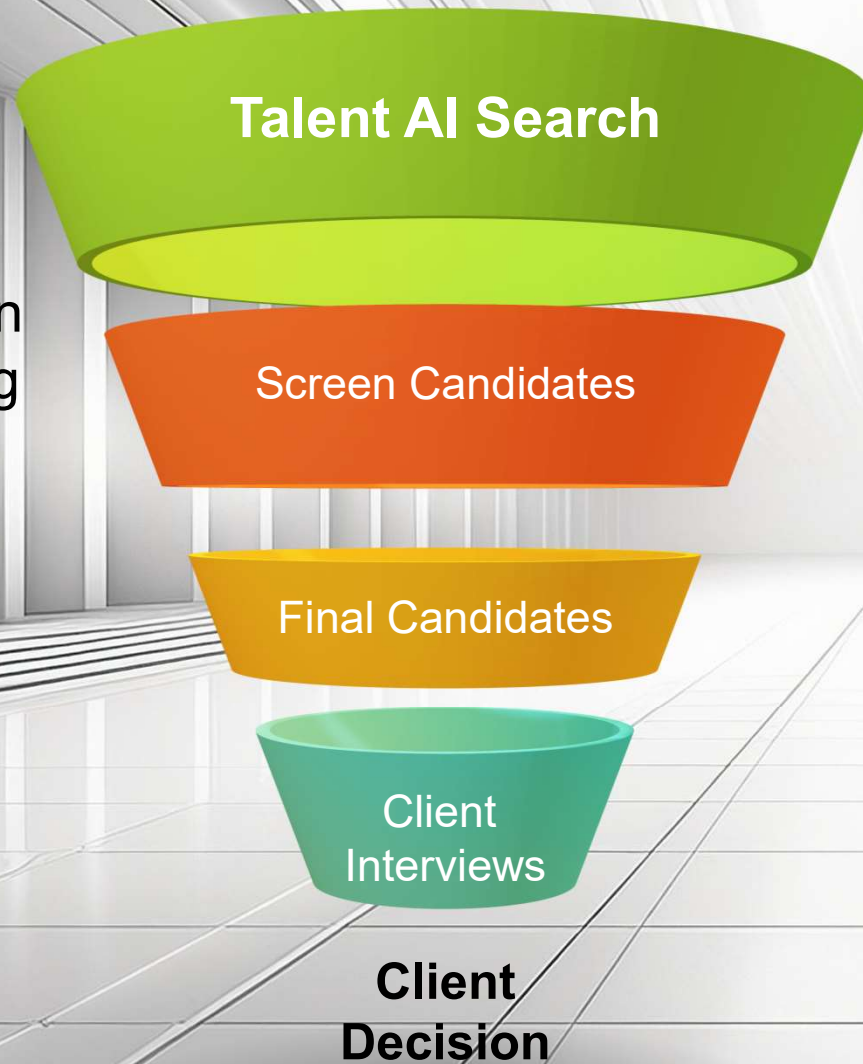 Talent AI Search
Screen Candidates
Final Candidates
Client
Interviews
Client
Decision